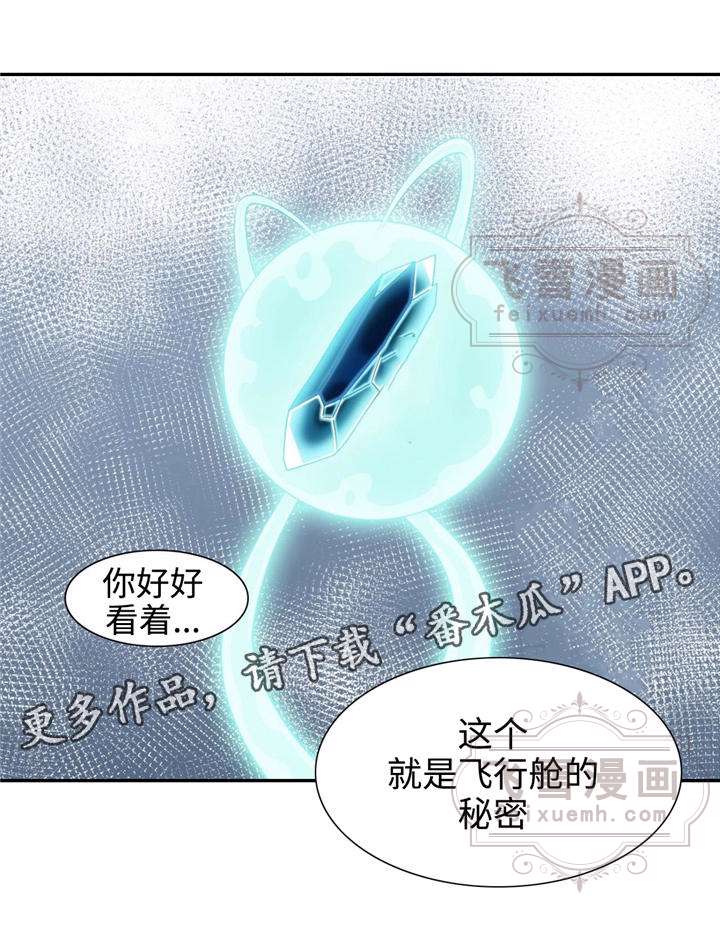 飞雪漫画
feixuemh.com
你好好
看着...
更多作品，请下载“番木瓜”APP。
这个
就是飞行舱的
秘密
飞雪漫画
feixuemh.com